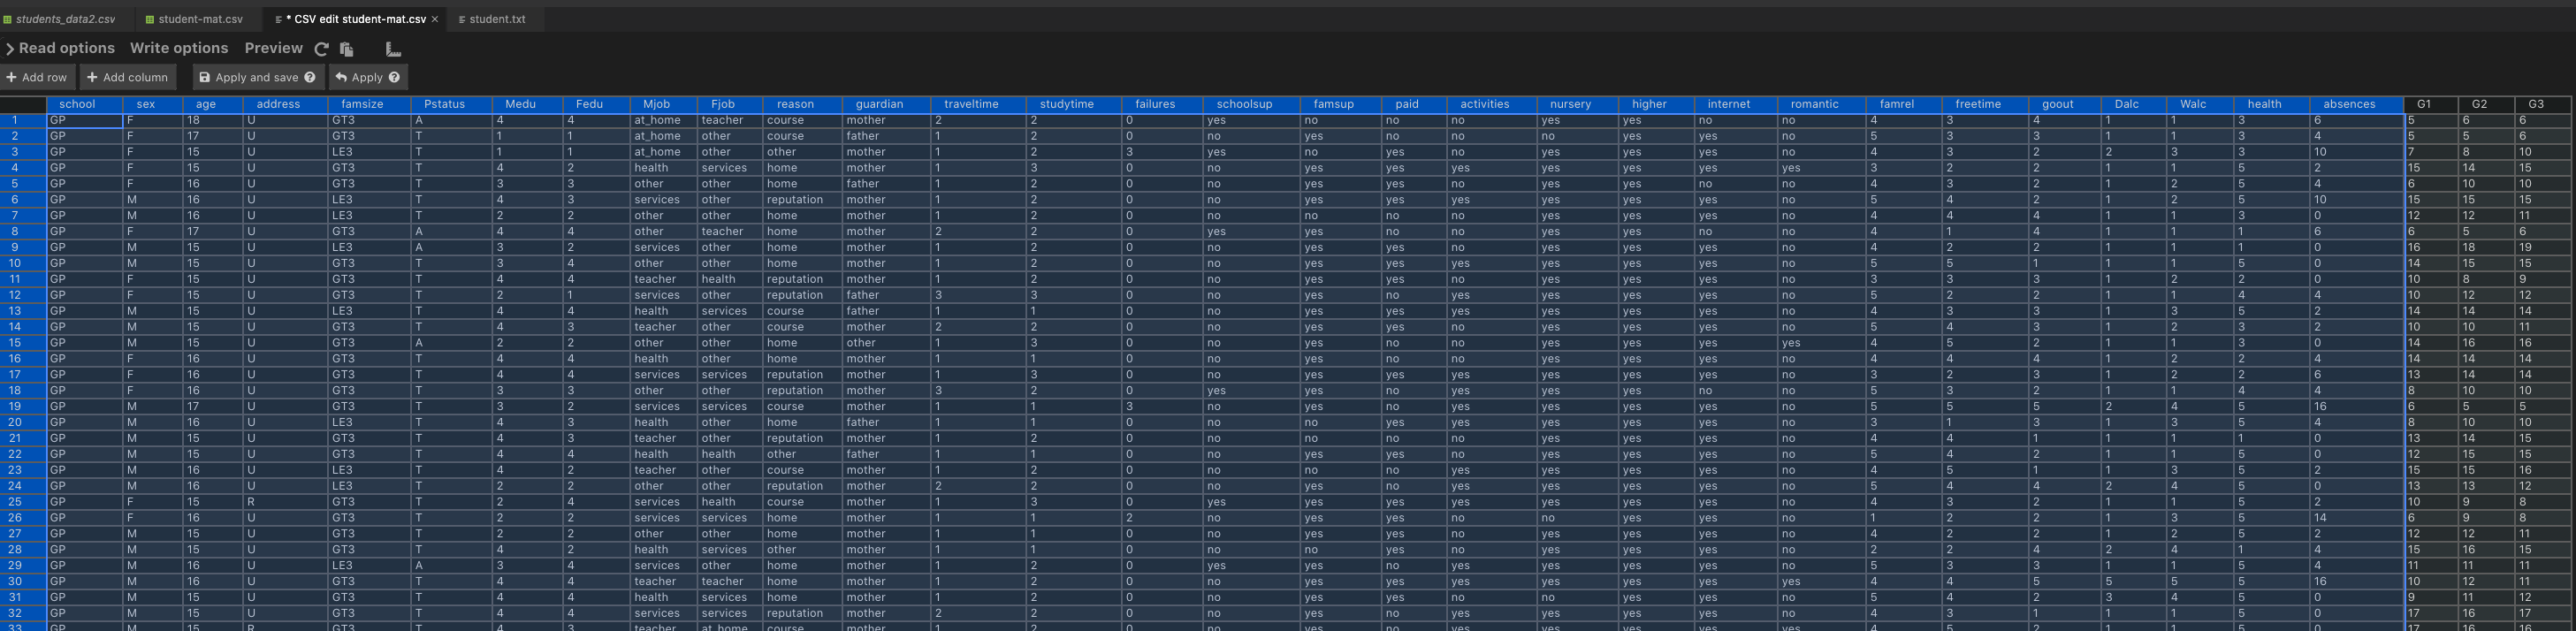 students_data2.csv student-mat.csv * CSV edit student-mat.csv × student.txt
Read options Write options Preview
+ Add row + Add column Apply and save ? Apply ?
school sex age address famsize Pstatus Medu Fedu Mjob Fjob reason guardian traveltime studytime failures schoolsup famsup paid activities nursery higher internet romantic famrel freetime goout Dalc Walc health absences G1 G2 G3
1 GP F 18 U GT3 A 4 4 at_home teacher course mother 2 2 0 yes no no no yes yes no no 4 3 4 1 1 3 6 5 6 6
2 GP F 17 U GT3 T 1 1 at_home other course father 1 2 0 no yes no no no yes yes no 5 3 3 1 1 3 4 5 5 6
3 GP F 15 U LE3 T 1 1 at_home other other mother 1 2 3 yes no yes no yes yes yes no 4 3 2 2 3 3 10 7 8 10
4 GP F 15 U GT3 T 4 2 health services home mother 1 3 0 no yes yes yes yes yes yes yes 3 2 2 1 1 5 2 15 14 15
5 GP F 16 U GT3 T 3 3 other other home father 1 2 0 no yes yes no yes yes no no 4 3 2 1 2 5 4 6 10 10
6 GP M 16 U LE3 T 4 3 services other reputation mother 1 2 0 no yes yes yes yes yes yes no 5 4 2 1 2 5 10 15 15 15
7 GP M 16 U LE3 T 2 2 other other home mother 1 2 0 no no no no yes yes yes no 4 4 4 1 1 3 0 12 12 11
8 GP F 17 U GT3 A 4 4 other teacher home mother 2 2 0 yes yes no no yes yes no no 4 1 4 1 1 1 6 6 5 6
9 GP M 15 U LE3 A 3 2 services other home mother 1 2 0 no yes yes no yes yes yes no 4 2 2 1 1 1 0 16 18 19
10 GP M 15 U GT3 T 3 4 other other home mother 1 2 0 no yes yes yes yes yes yes no 5 5 1 1 1 5 0 14 15 15
11 GP F 15 U GT3 T 4 4 teacher health reputation mother 1 2 0 no yes yes no yes yes yes no 3 3 3 1 2 2 0 10 8 9
12 GP F 15 U GT3 T 2 1 services other reputation father 3 3 0 no yes no yes yes yes yes no 5 2 2 1 1 4 4 10 12 12
13 GP M 15 U LE3 T 4 4 health services course father 1 1 0 no yes yes yes yes yes yes no 4 3 3 1 3 5 2 14 14 14
14 GP M 15 U GT3 T 4 3 teacher other course mother 2 2 0 no yes yes no yes yes yes no 5 4 3 1 2 3 2 10 10 11
15 GP M 15 U GT3 A 2 2 other other home other 1 3 0 no yes no no yes yes yes yes 4 5 2 1 1 3 0 14 16 16
16 GP F 16 U GT3 T 4 4 health other home mother 1 1 0 no yes no no yes yes yes no 4 4 4 1 2 2 4 14 14 14
17 GP F 16 U GT3 T 4 4 services services reputation mother 1 3 0 no yes yes yes yes yes yes no 3 2 3 1 2 2 6 13 14 14
18 GP F 16 U GT3 T 3 3 other other reputation mother 3 2 0 yes yes no yes yes yes no no 5 3 2 1 1 4 4 8 10 10
19 GP M 17 U GT3 T 3 2 services services course mother 1 1 3 no yes no yes yes yes yes no 5 5 5 2 4 5 16 6 5 5
20 GP M 16 U LE3 T 4 3 health other home father 1 1 0 no no yes yes yes yes yes no 3 1 3 1 3 5 4 8 10 10
21 GP M 15 U GT3 T 4 3 teacher other reputation mother 1 2 0 no no no no yes yes yes no 4 4 1 1 1 1 0 13 14 15
22 GP M 15 U GT3 T 4 4 health health other father 1 1 0 no yes yes no yes yes yes no 5 4 2 1 1 5 0 12 15 15
23 GP M 16 U LE3 T 4 2 teacher other course mother 1 2 0 no no no yes yes yes yes no 4 5 1 1 3 5 2 15 15 16
24 GP M 16 U LE3 T 2 2 other other reputation mother 2 2 0 no yes no yes yes yes yes no 5 4 4 2 4 5 0 13 13 12
25 GP F 15 R GT3 T 2 4 services health course mother 1 3 0 yes yes yes yes yes yes yes no 4 3 2 1 1 5 2 10 9 8
26 GP F 16 U GT3 T 2 2 services services home mother 1 1 2 no yes yes no no yes yes no 1 2 2 1 3 5 14 6 9 8
27 GP M 15 U GT3 T 2 2 other other home mother 1 1 0 no yes yes no yes yes yes no 4 2 2 1 2 5 2 12 12 11
28 GP M 15 U GT3 T 4 2 health services other mother 1 1 0 no no yes no yes yes yes no 2 2 4 2 4 1 4 15 16 15
29 GP M 16 U LE3 A 3 4 services other home mother 1 2 0 yes yes no yes yes yes yes no 5 3 3 1 1 5 4 11 11 11
30 GP M 16 U GT3 T 4 4 teacher teacher home mother 1 2 0 no yes yes yes yes yes yes yes 4 4 5 5 5 5 16 10 12 11
31 GP M 15 U GT3 T 4 4 health services home mother 1 2 0 no yes yes no no yes yes no 5 4 2 3 4 5 0 9 11 12
32 GP M 15 U GT3 T 4 4 services services reputation mother 2 2 0 no yes no yes yes yes yes no 4 3 1 1 1 5 0 17 16 17
33 GP M 15 R GT3 T 4 3 teacher at_home course mother 1 2 0 no yes no yes yes yes yes yes 4 5 2 1 1 5 0 17 16 16